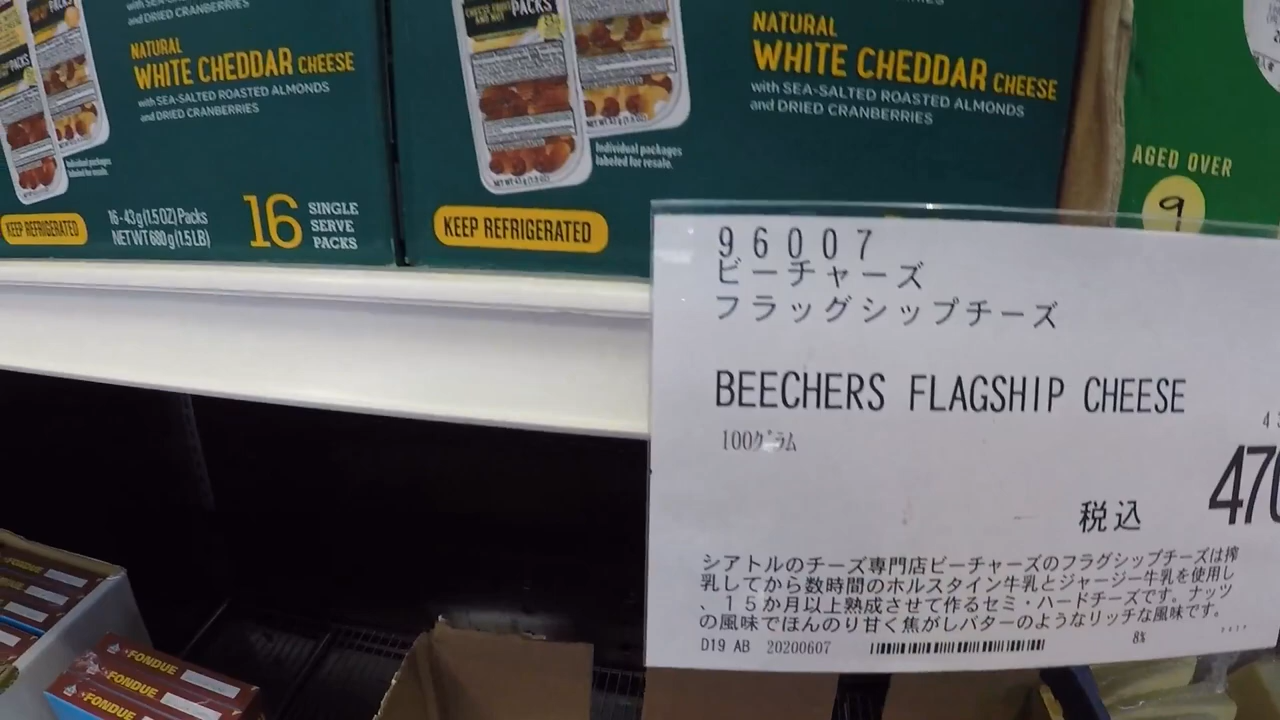 and DRIED CRANBERRIES
NATURAL
WHITE CHEDDAR CHEESE
with SEA-SALTED ROASTED ALMONDS
and DRIED CRANBERRIES
Individual packages
labeled for resale.
KEEP REFRIGERATED
16-43g(1.5OZ)Packs
NET WT 680g(1.5LB)
16 SINGLE
SERVE
PACKS
PACKS
NATURAL
WHITE CHEDDAR CHEESE
with SEA-SALTED ROASTED ALMONDS
and DRIED CRANBERRIES
Individual packages
labeled for resale.
KEEP REFRIGERATED
AGED OVER
9
96007
ビーチャーズ
フラッグシップチーズ
BEECHERS FLAGSHIP CHEESE
100グラム
税込
シアトルのチーズ専門店ビーチャーズのフラグシップチーズは搾
乳してから数時間のホルスタイン牛乳とジャージー牛乳を使用し
、15か月以上熟成させて作るセミ・ハードチーズです。ナッツ
の風味でほんのり甘く焦がしバターのようなリッチな風味です。
D19 AB 20200607
8%
FONDUE
FONDUE
FONDUE